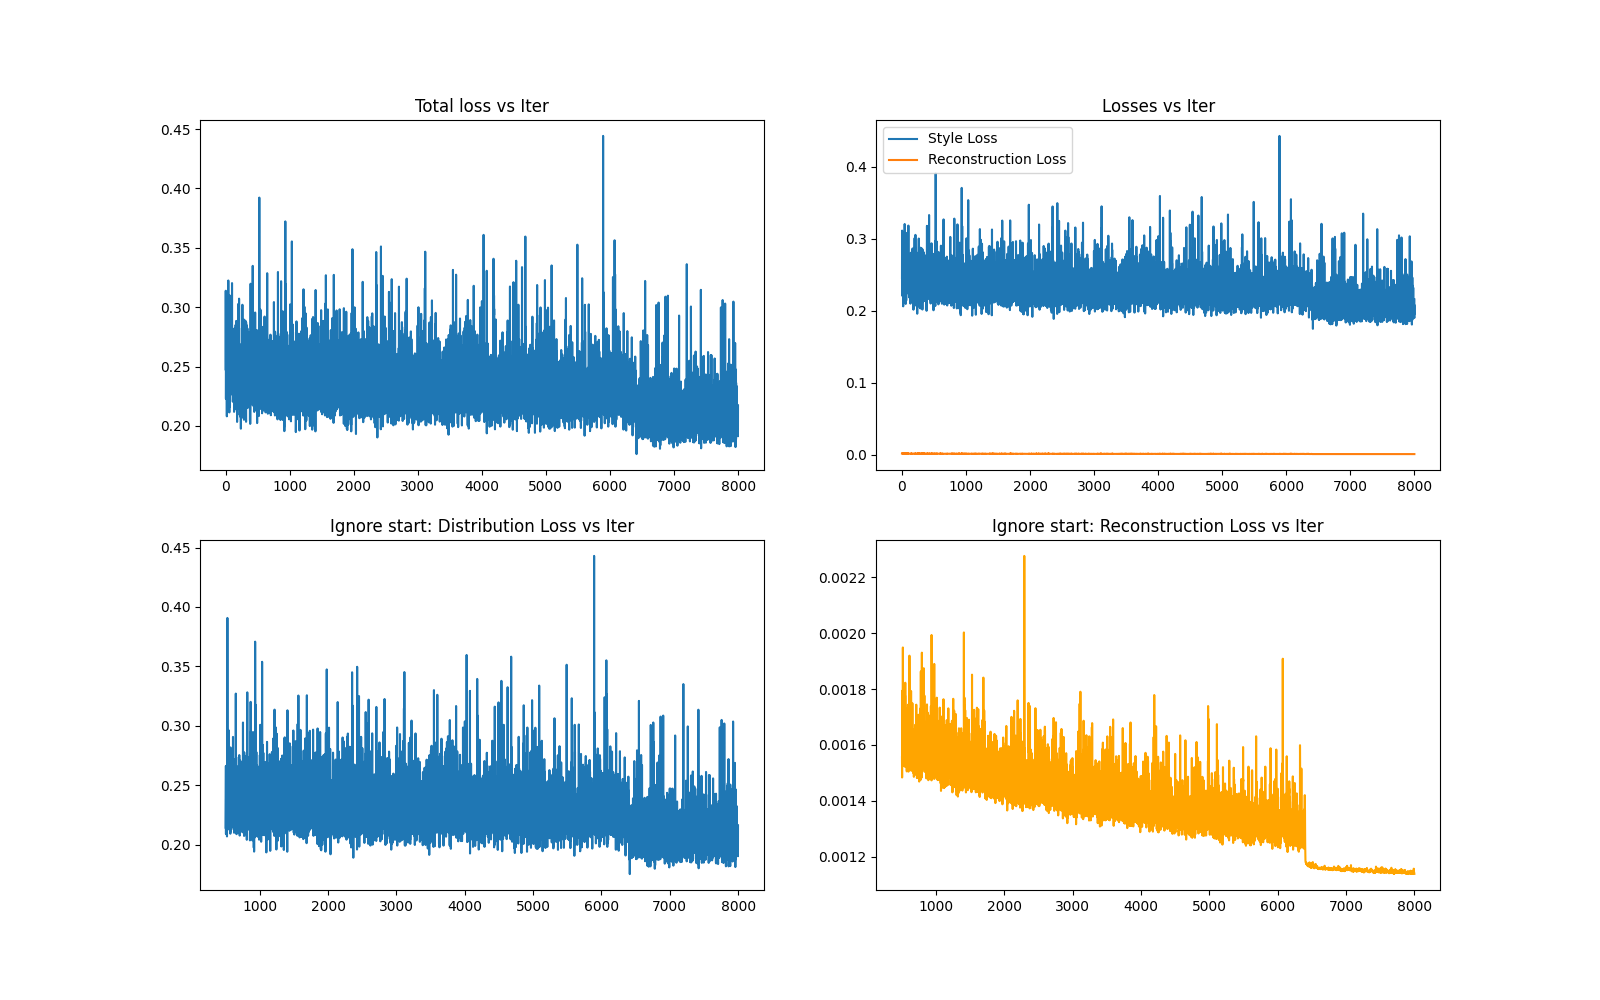 Total loss vs Iter
0.45
0.40
0.35
0.30
0.25
0.20
0 1000 2000 3000 4000 5000 6000 7000 8000
Losses vs Iter
Style Loss
Reconstruction Loss
0.4
0.3
0.2
0.1
0.0
0 1000 2000 3000 4000 5000 6000 7000 8000
Ignore start: Distribution Loss vs Iter
0.45
0.40
0.35
0.30
0.25
0.20
1000 2000 3000 4000 5000 6000 7000 8000
Ignore start: Reconstruction Loss vs Iter
0.0022
0.0020
0.0018
0.0016
0.0014
0.0012
1000 2000 3000 4000 5000 6000 7000 8000